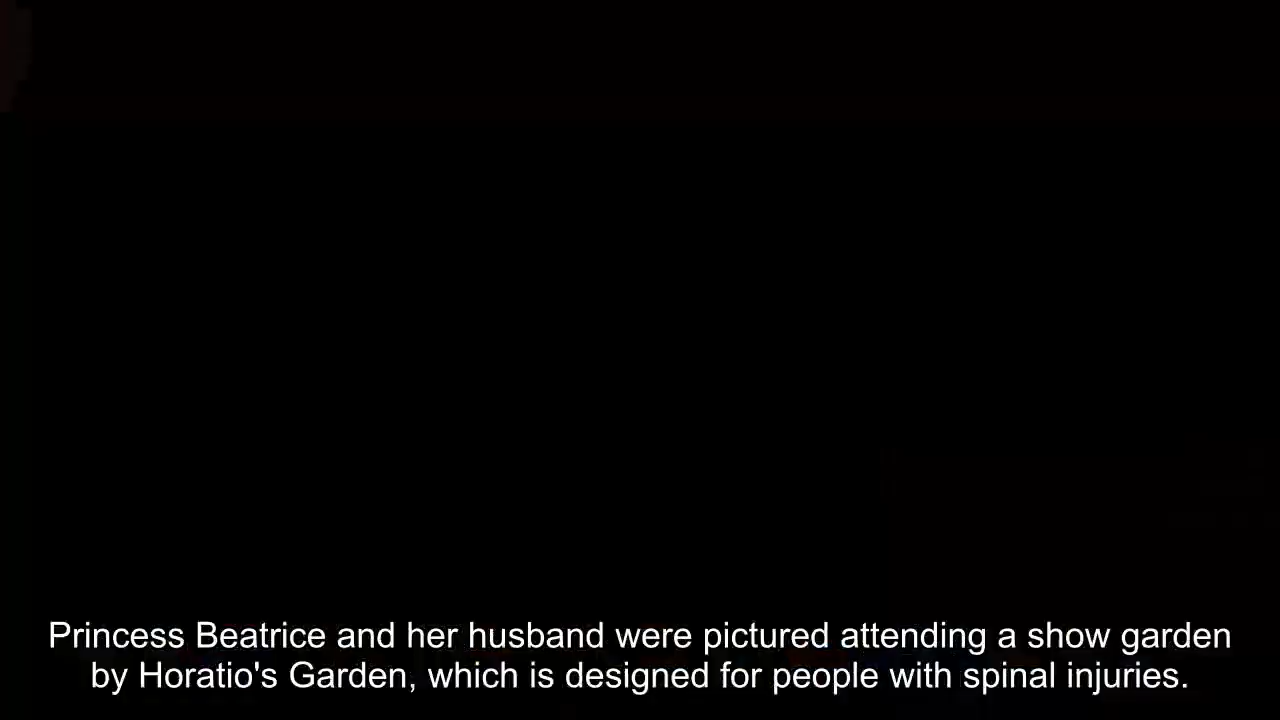 Princess Beatrice and her husband were pictured attending a show garden
by Horatio's Garden, which is designed for people with spinal injuries.